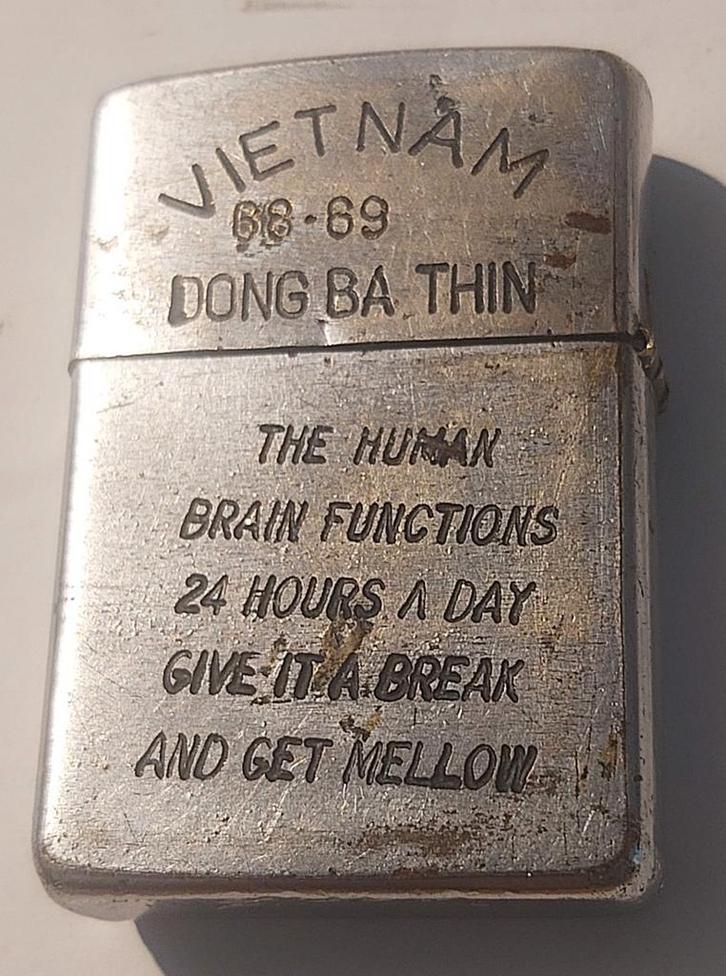 VIETNAM
68-69
DONG BA THIN
THE HUMAN
BRAIN FUNCTIONS
24 HOURS A DAY
GIVE IT A BREAK
AND GET MELLOW